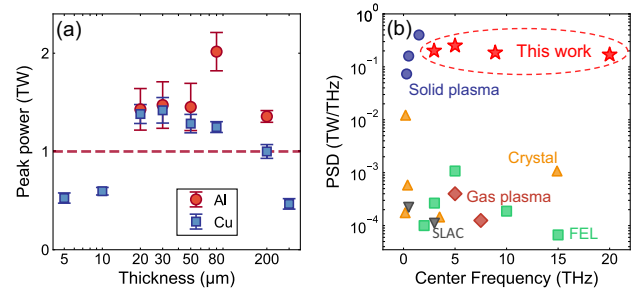 (a)
2
1
0
Peak power (TW)
Al
Cu
5
10
20
30
50
80
200
Thickness (μm)
(b)
10⁰
10⁻¹
10⁻²
10⁻³
10⁻⁴
PSD (TW/THz)
This work
Solid plasma
Crystal
Gas plasma
SLAC
FEL
0
5
10
15
20
Center Frequency (THz)